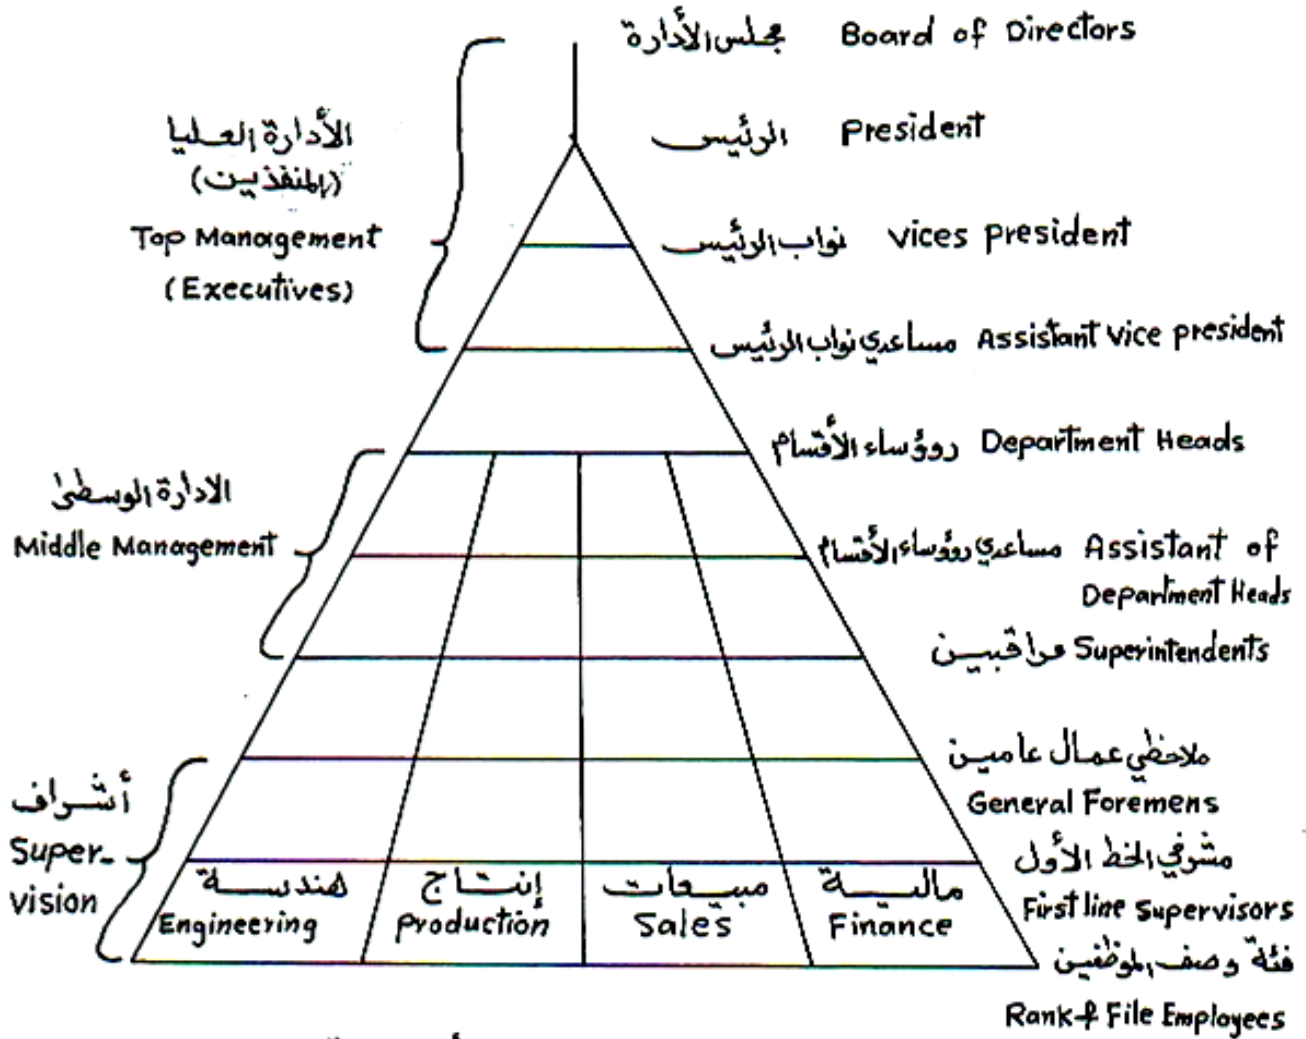 مجلس الأدارة Board of Directors
الرئيس President
نواب الرئيس vices president
مساعدي نواب الرئيس Assistant vice president
روؤساء الأقسام Department Heads
مساعدي روؤساء الأقسام Assistant of
Department Heads
مراقبين Superintendents
ملاحظي عمال عامين
General Foremens
مشرفي الخط الأول
First line Supervisors
فئة وصف الموظفين
Rank & File Employees
الأدارة العليا
(المنفذين)
Top Management
(Executives)
الادارة الوسطى
Middle Management
أشراف
Super-
vision
هندسة
Engineering
إنتاج
production
مبيعات
Sales
مالية
Finance